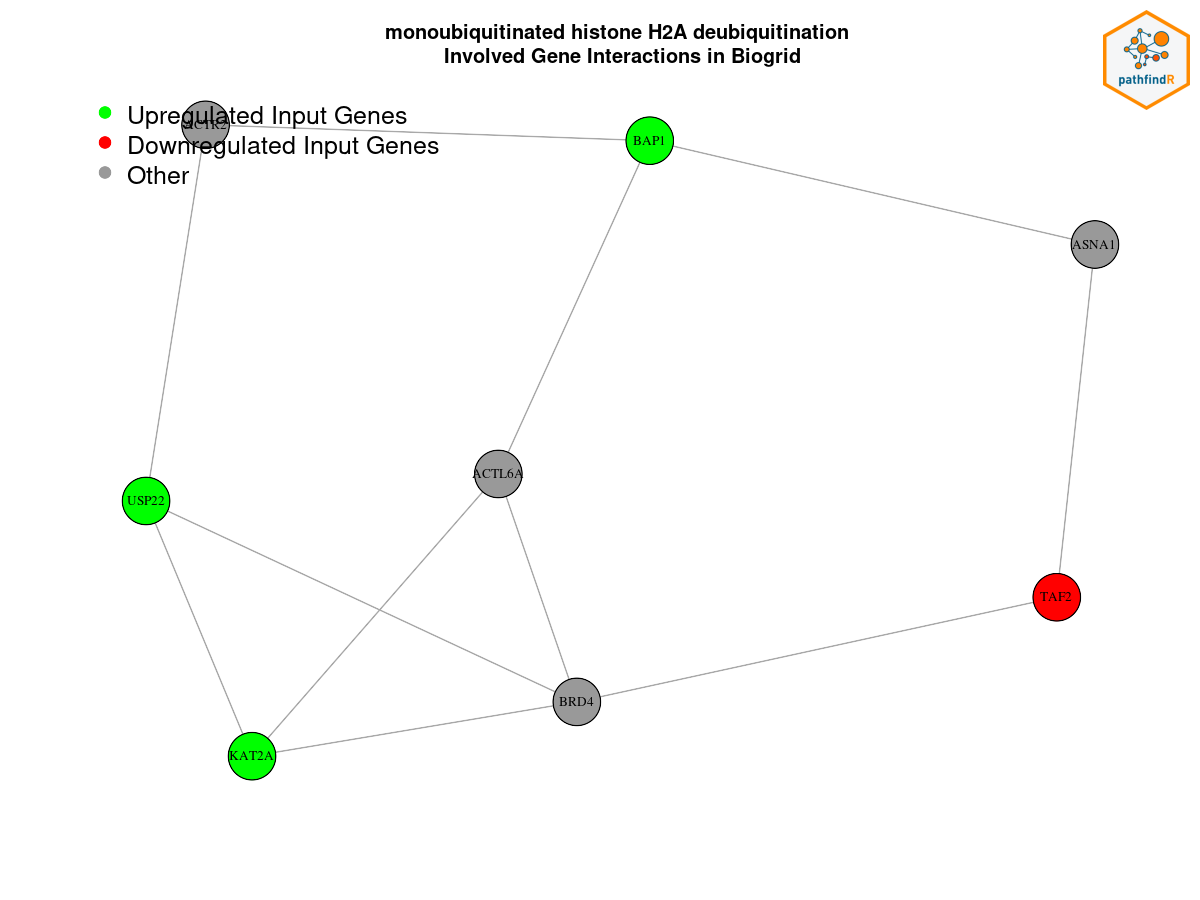 monoubiquitinated histone H2A deubiquitination
Involved Gene Interactions in Biogrid
pathfindR
Upregulated Input Genes
ACTR2
Downregulated Input Genes
Other
BAP1
ASNA1
ACTL6A
USP22
TAF2
BRD4
KAT2A